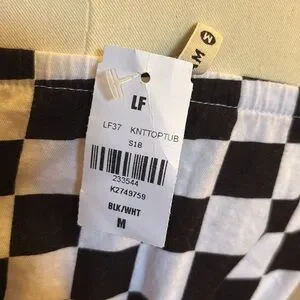 M
LF
LF37 KNTTOPTUB
S18
233544
K2749759
BLK/WHT
M